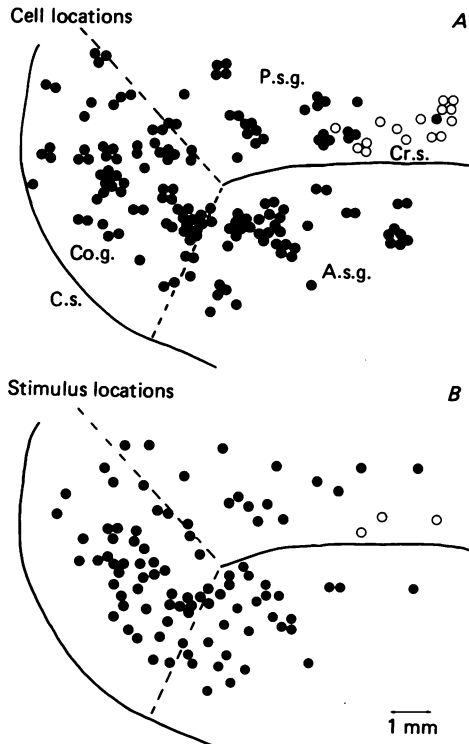 Cell locations
A
P.s.g.
Cr.s.
Co.g.
A.s.g.
C.s.
Stimulus locations
B
1 mm